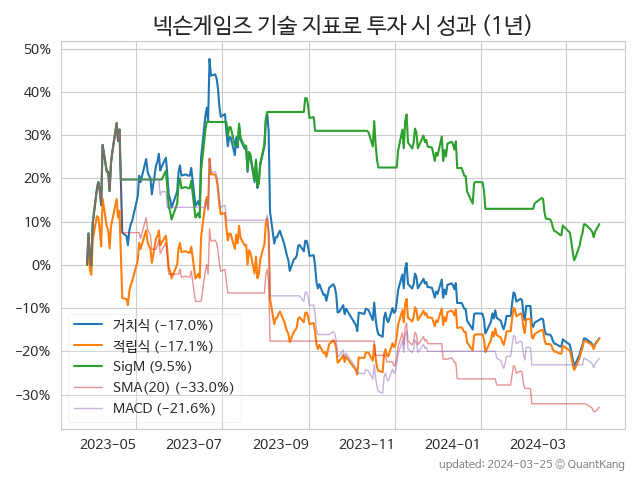 넥슨게임즈 기술 지표로 투자 시 성과 (1년)
50%
40%
30%
20%
10%
0%
−10%
−20%
−30%
거치식 (−17.0%)
적립식 (−17.1%)
SigM (9.5%)
SMA(20) (−33.0%)
MACD (−21.6%)
2023-05 2023-07 2023-09 2023-11 2024-01 2024-03
updated: 2024-03-25 © QuantKang